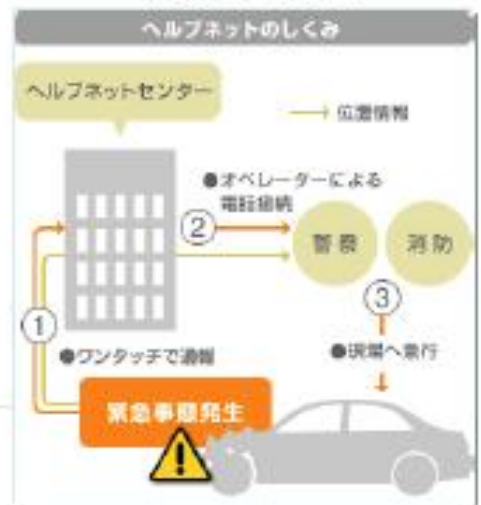 ヘルプネットのしくみ
ヘルプネットセンター
位置情報
●オペレーターによる
電話接続
②
警察
消防
③
①
●ワンタッチで通報
●現場へ急行
緊急事態発生